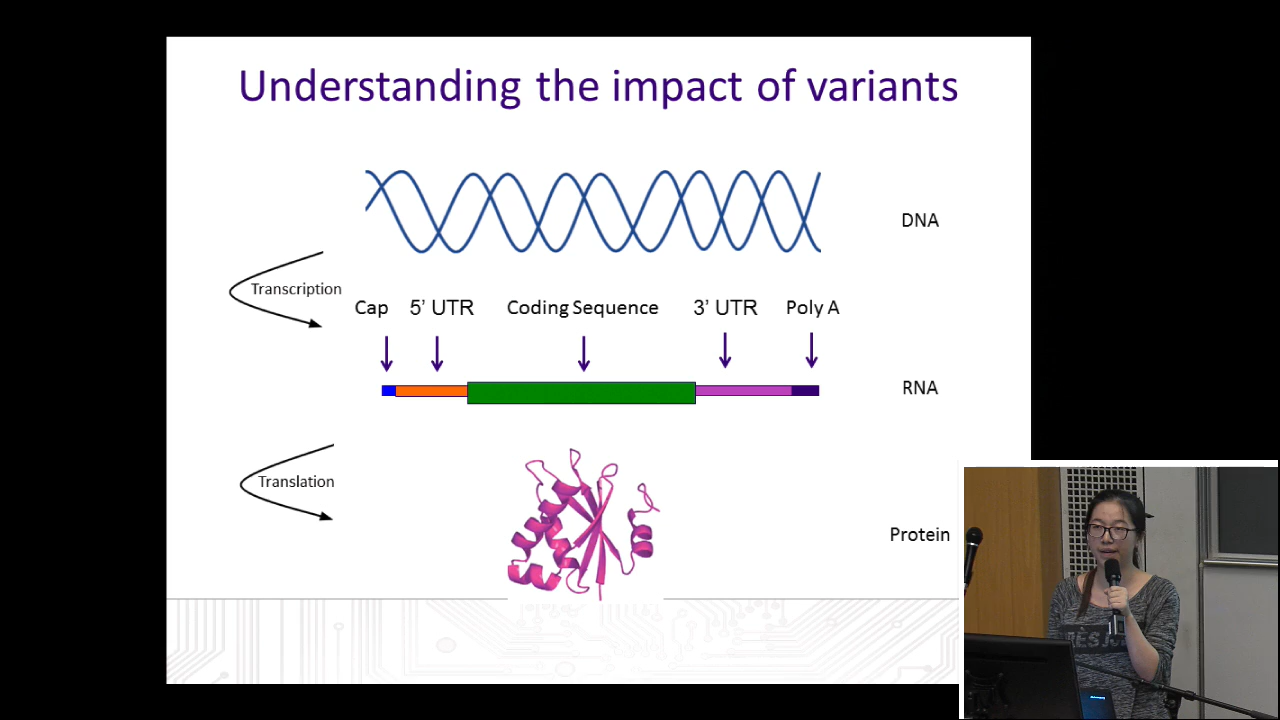 Understanding the impact of variants
DNA
Transcription
Cap 5’ UTR Coding Sequence 3’ UTR Poly A
RNA
Translation
Protein